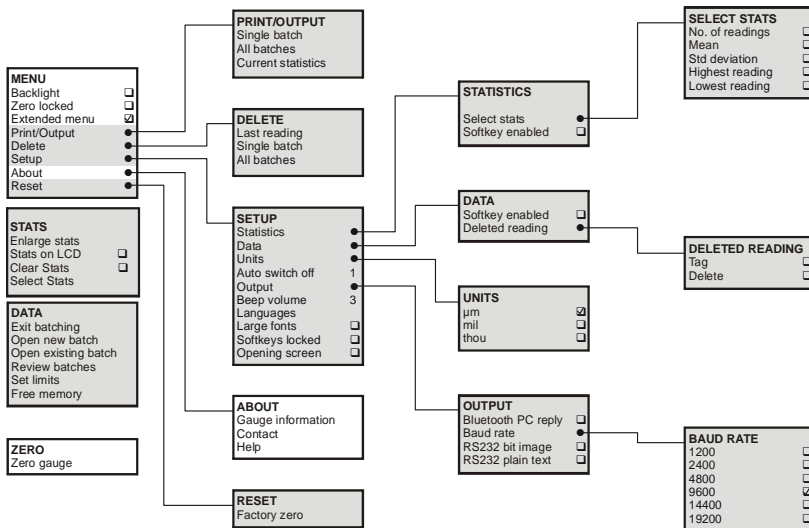 MENU
Backlight
Zero locked
Extended menu
Print/Output
Delete
Setup
About
Reset
STATS
Enlarge stats
Stats on LCD
Clear Stats
Select Stats
DATA
Exit batching
Open new batch
Open existing batch
Review batches
Set limits
Free memory
ZERO
Zero gauge
PRINT/OUTPUT
Single batch
All batches
Current statistics
DELETE
Last reading
Single batch
All batches
SETUP
Statistics
Data
Units
Auto switch off 1
Output
Beep volume 3
Languages
Large fonts
Softkeys locked
Opening screen
ABOUT
Gauge information
Contact
Help
RESET
Factory zero
STATISTICS
Select stats
Softkey enabled
DATA
Softkey enabled
Deleted reading
UNITS
µm
mil
thou
OUTPUT
Bluetooth PC reply
Baud rate
RS232 bit image
RS232 plain text
SELECT STATS
No. of readings
Mean
Std deviation
Highest reading
Lowest reading
DELETED READING
Tag
Delete
BAUD RATE
1200
2400
4800
9600
14400
19200